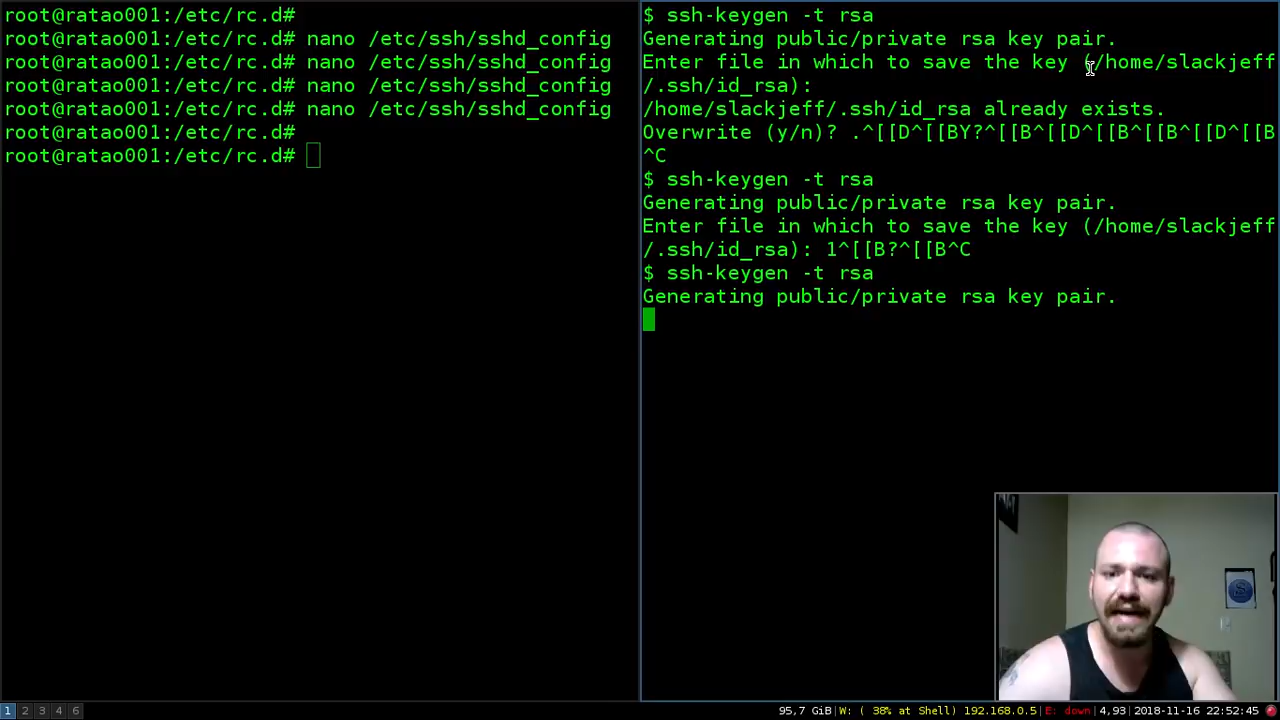 root@ratao001:/etc/rc.d#
root@ratao001:/etc/rc.d# nano /etc/ssh/sshd_config
root@ratao001:/etc/rc.d# nano /etc/ssh/sshd_config
root@ratao001:/etc/rc.d# nano /etc/ssh/sshd_config
root@ratao001:/etc/rc.d# nano /etc/ssh/sshd_config
root@ratao001:/etc/rc.d#
root@ratao001:/etc/rc.d#
$ ssh-keygen -t rsa
Generating public/private rsa key pair.
Enter file in which to save the key (/home/slackjeff
/.ssh/id_rsa):
/home/slackjeff/.ssh/id_rsa already exists.
Overwrite (y/n)? .^[[D^[[BY?^[[B^[[D^[[B^[[B^[[D^[[B
^C
$ ssh-keygen -t rsa
Generating public/private rsa key pair.
Enter file in which to save the key (/home/slackjeff
/.ssh/id_rsa): 1^[[B?^[[B^C
$ ssh-keygen -t rsa
Generating public/private rsa key pair.
1 2 3 4 6
95,7 GiB|W: ( 38% at Shell) 192.168.0.5|E: down|4,93|2018-11-16 22:52:45